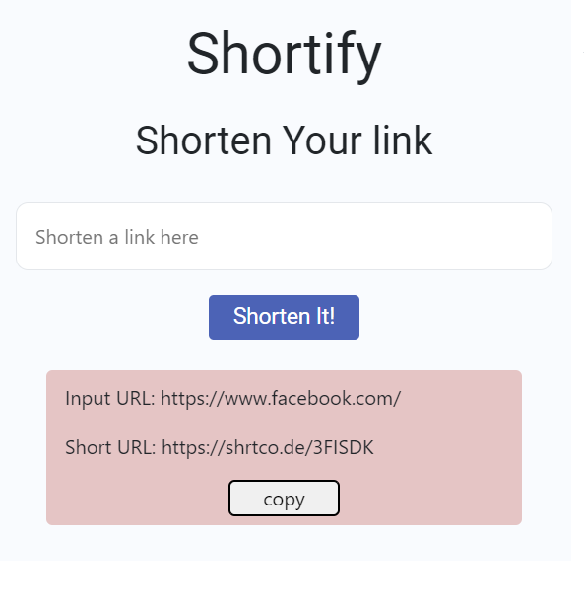 Shortify
Shorten Your link
Shorten a link here
Shorten It!
Input URL: https://www.facebook.com/
Short URL: https://shrtco.de/3FISDK
copy